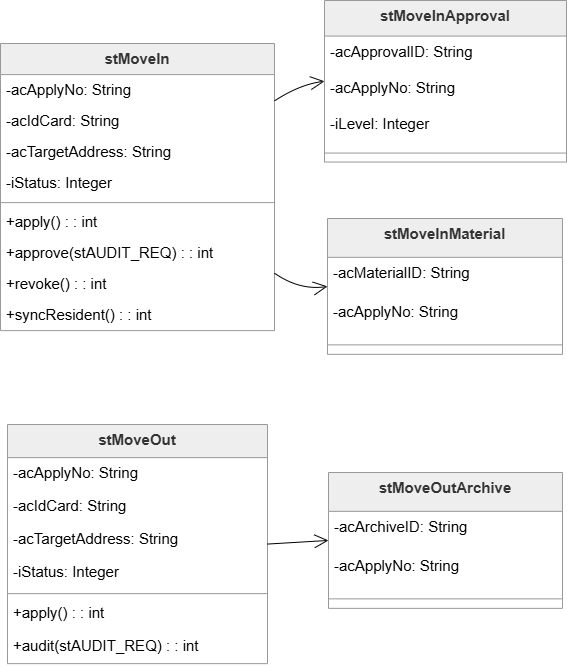 stMoveIn
-acApplyNo: String
-acIdCard: String
-acTargetAddress: String
-iStatus: Integer
+apply() : : int
+approve(stAUDIT_REQ) : : int
+revoke() : : int
+syncResident() : : int
stMoveInApproval
-acApprovalID: String
-acApplyNo: String
-iLevel: Integer
stMoveInMaterial
-acMaterialID: String
-acApplyNo: String
stMoveOut
-acApplyNo: String
-acIdCard: String
-acTargetAddress: String
-iStatus: Integer
+apply() : : int
+audit(stAUDIT_REQ) : : int
stMoveOutArchive
-acArchiveID: String
-acApplyNo: String